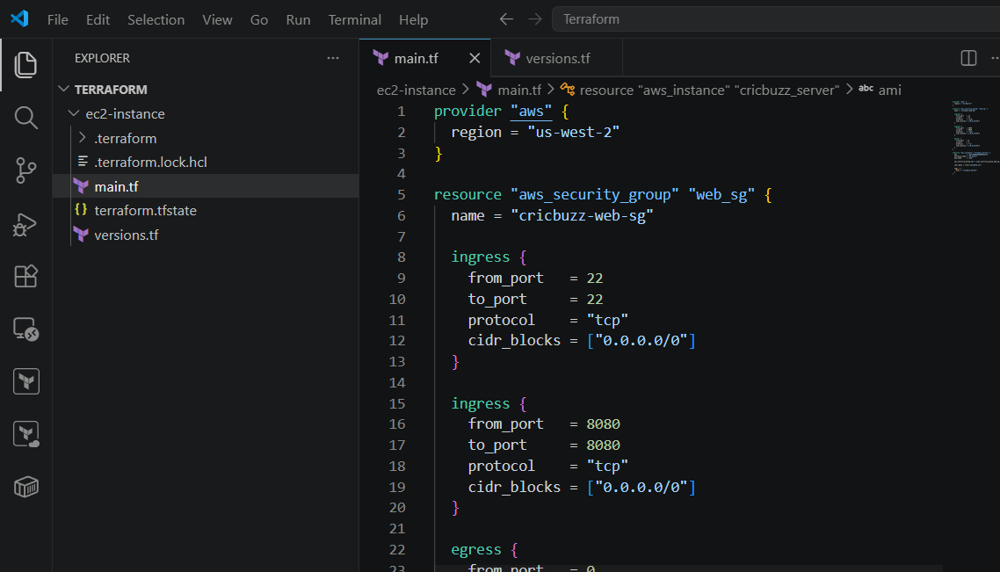 File Edit Selection View Go Run Terminal Help
Terraform
EXPLORER
TERRAFORM
ec2-instance
.terraform
.terraform.lock.hcl
main.tf
terraform.tfstate
versions.tf
main.tf
versions.tf
ec2-instance > main.tf > resource "aws_instance" "cricbuzz_server" > abc ami
1 provider "aws" {
2 region = "us-west-2"
3 }
4
5 resource "aws_security_group" "web_sg" {
6 name = "cricbuzz-web-sg"
7
8 ingress {
9 from_port = 22
10 to_port = 22
11 protocol = "tcp"
12 cidr_blocks = ["0.0.0.0/0"]
13 }
14
15 ingress {
16 from_port = 8080
17 to_port = 8080
18 protocol = "tcp"
19 cidr_blocks = ["0.0.0.0/0"]
20 }
21
22 egress {
23 from_port = 0